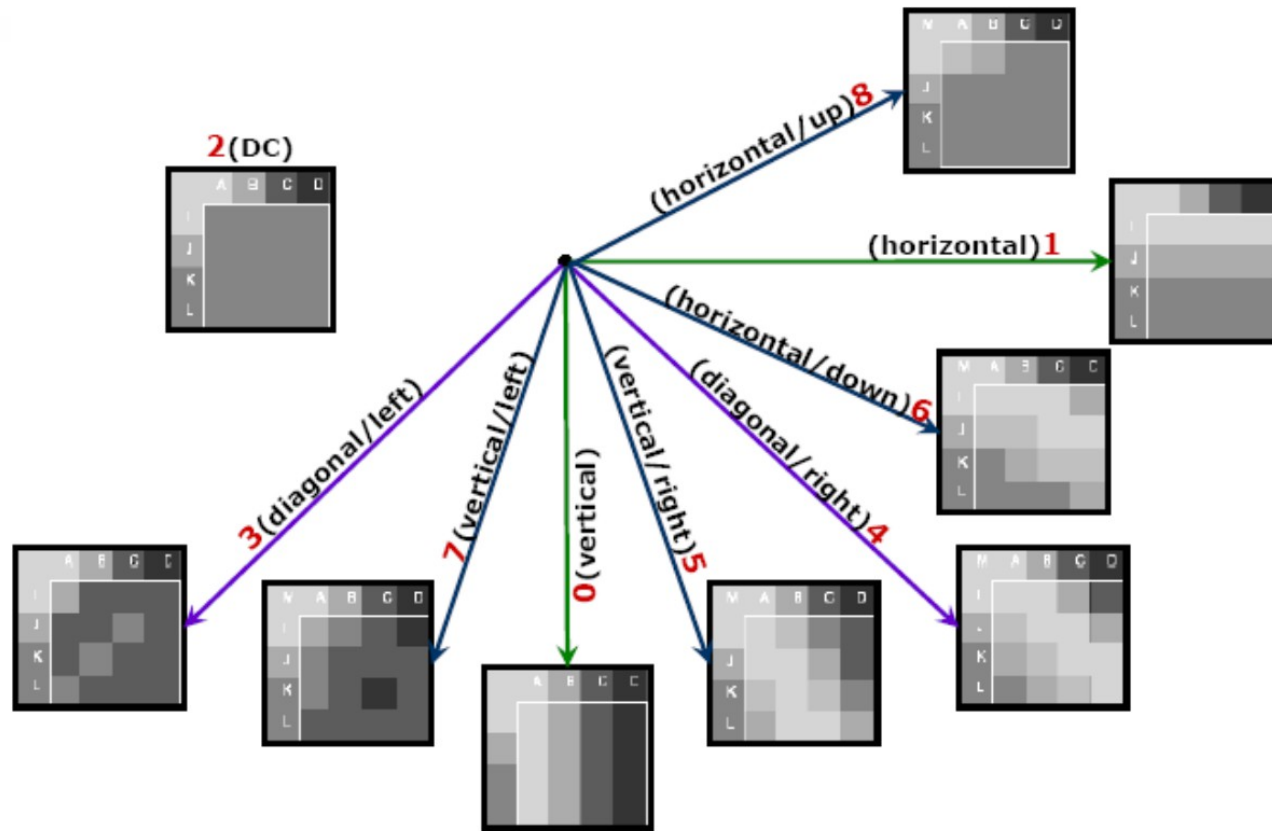 M A B C D
J
K
L
(horizontal/up)8
2(DC)
A B C D
I
J
K
L
(horizontal)1
I
J
K
L
(horizontal/down)6
M A B C C
I
J
K
L
(vertical/left)
7
(vertical/right)5
(diagonal/right)4
3(diagonal/left)
0(vertical)
A B C D
I
J
K
L
M A B C D
I
J
K
L
M A B C D
J
K
L
M A B C D
I
K
L
A B C C